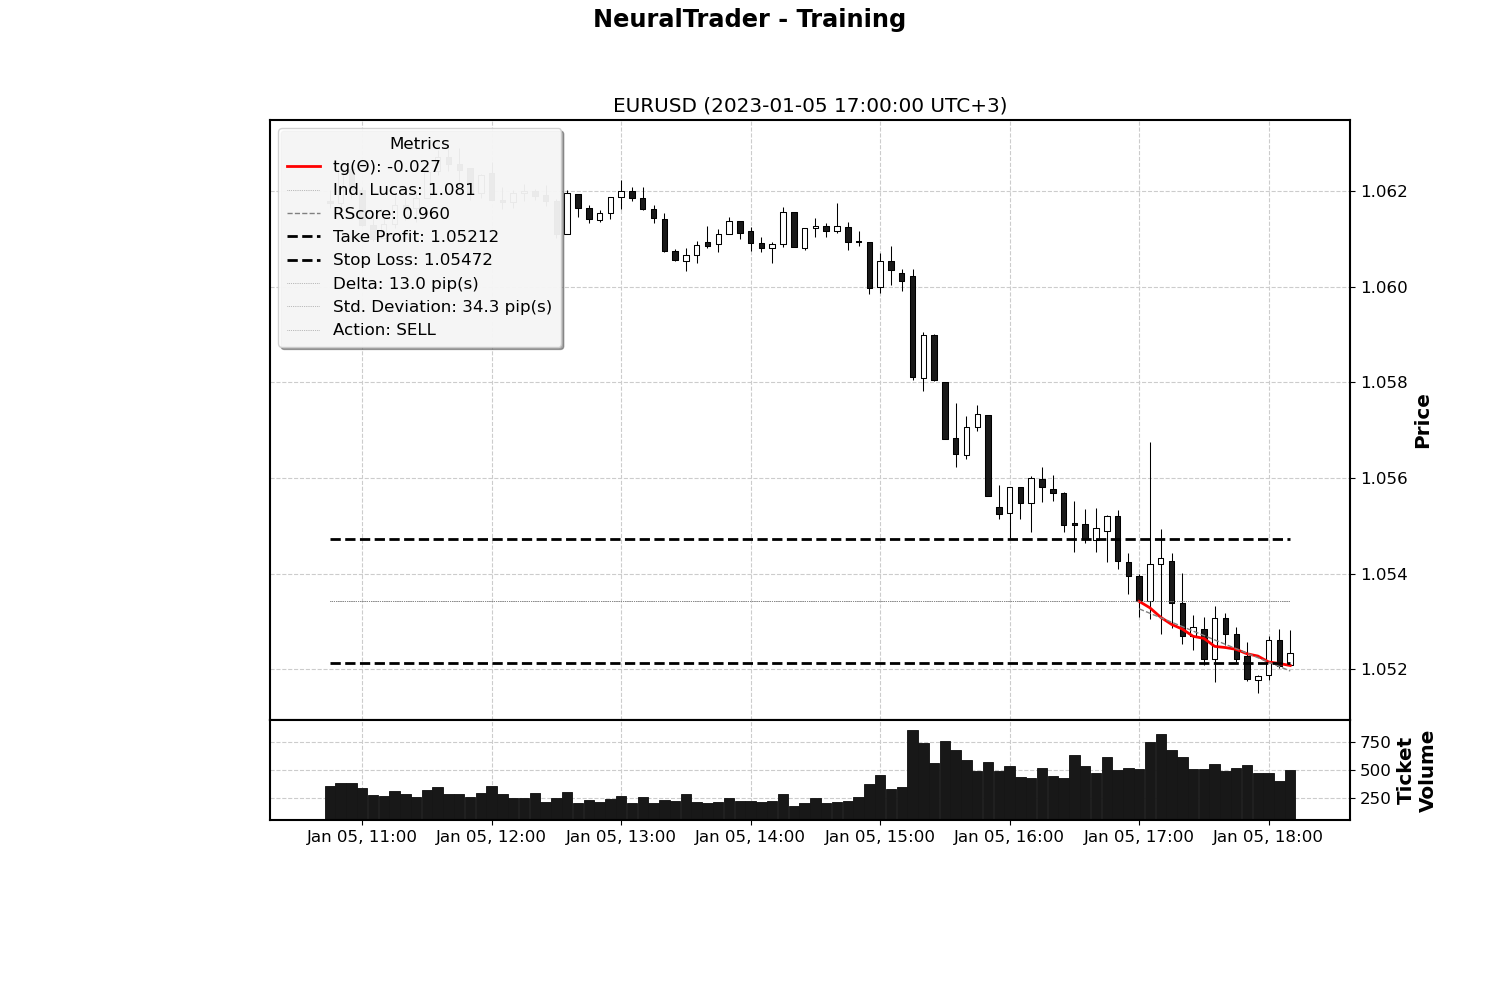 NeuralTrader - Training
EURUSD (2023-01-05 17:00:00 UTC+3)
Metrics
tg(Θ): -0.027
Ind. Lucas: 1.081
RScore: 0.960
Take Profit: 1.05212
Stop Loss: 1.05472
Delta: 13.0 pip(s)
Std. Deviation: 34.3 pip(s)
Action: SELL
1.062
1.060
1.058
1.056
1.054
1.052
Price
750
500
250
Ticket
Volume
Jan 05, 11:00
Jan 05, 12:00
Jan 05, 13:00
Jan 05, 14:00
Jan 05, 15:00
Jan 05, 16:00
Jan 05, 17:00
Jan 05, 18:00